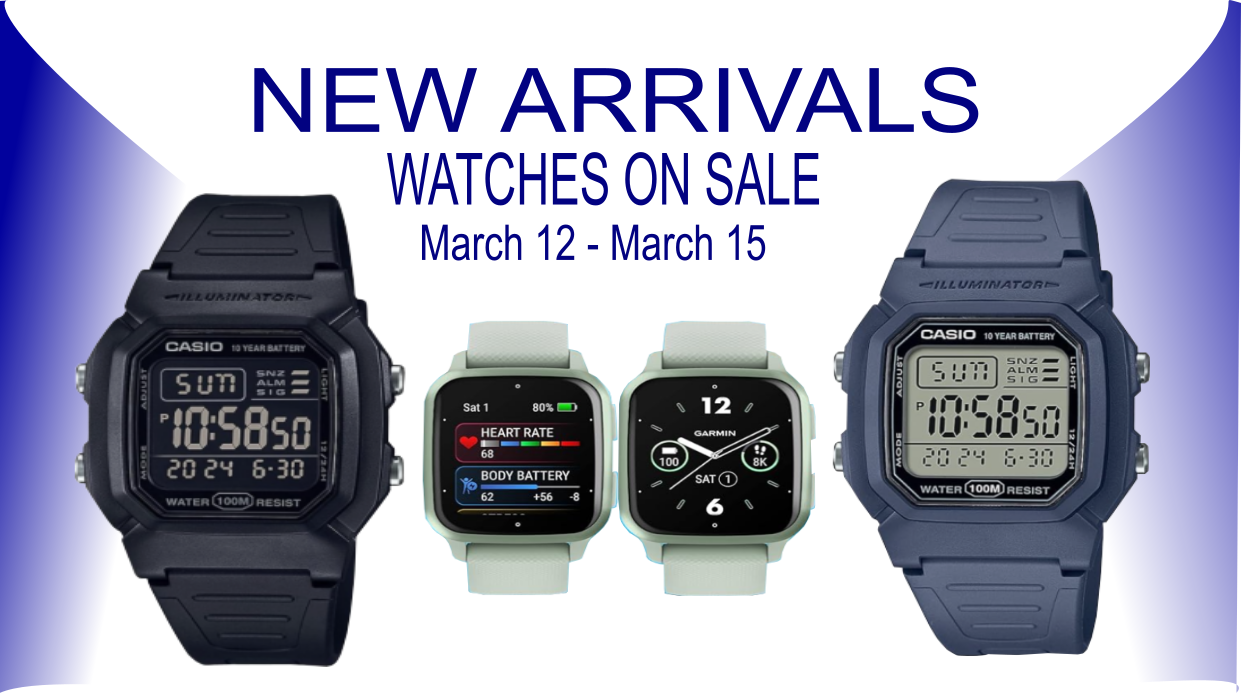 NEW ARRIVALS
WATCHES ON SALE
March 12 - March 15
ILLUMINATOR
CASIO 10 YEAR BATTERY
ADJUST
LIGHT
SUN
SNZ
ALM
SIG
P 10:58 50
20 24 6-30
MODE
12/24H
WATER 100M RESIST
Sat 1 80%
HEART RATE
68
BODY BATTERY
62 +56 -8
12
GARMIN
100
8K
SAT 1
6
ILLUMINATOR
CASIO 10 YEAR BATTERY
ADJUST
LIGHT
SUN
SNZ
ALM
SIG
P 10:58 50
20 24 6-30
MODE
12/24H
WATER 100M RESIST